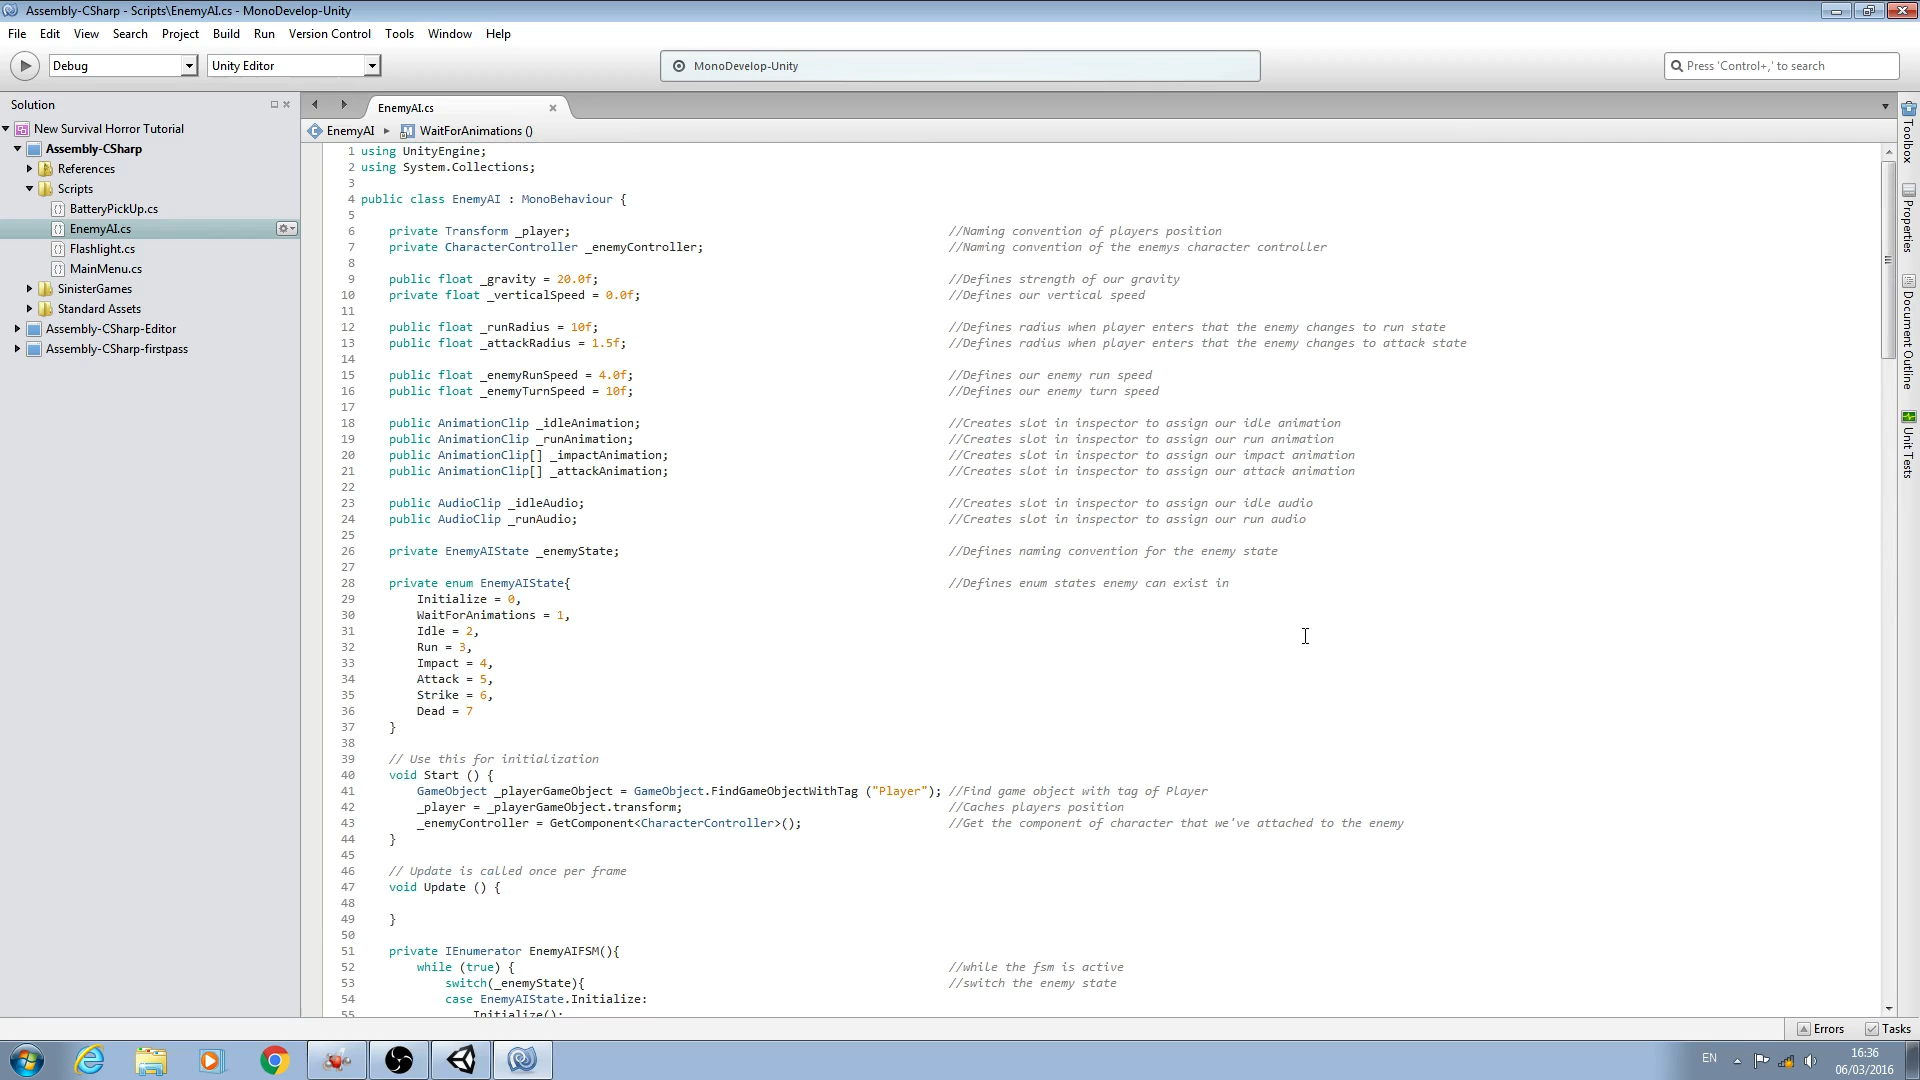 Assembly-CSharp - Scripts\EnemyAI.cs - MonoDevelop-Unity
File Edit View Search Project Build Run Version Control Tools Window Help
Debug Unity Editor MonoDevelop-Unity Press 'Control+,' to search
Solution
New Survival Horror Tutorial
Assembly-CSharp
References
Scripts
BatteryPickUp.cs
EnemyAI.cs
Flashlight.cs
MainMenu.cs
SinisterGames
Standard Assets
Assembly-CSharp-Editor
Assembly-CSharp-firstpass
EnemyAI.cs
EnemyAI WaitForAnimations ()
1 using UnityEngine;
2 using System.Collections;
3
4 public class EnemyAI : MonoBehaviour {
5
6 private Transform _player; //Naming convention of players position
7 private CharacterController _enemyController; //Naming convention of the enemys character controller
8
9 public float _gravity = 20.0f; //Defines strength of our gravity
10 private float _verticalSpeed = 0.0f; //Defines our vertical speed
11
12 public float _runRadius = 10f; //Defines radius when player enters that the enemy changes to run state
13 public float _attackRadius = 1.5f; //Defines radius when player enters that the enemy changes to attack state
14
15 public float _enemyRunSpeed = 4.0f; //Defines our enemy run speed
16 public float _enemyTurnSpeed = 10f; //Defines our enemy turn speed
17
18 public AnimationClip _idleAnimation; //Creates slot in inspector to assign our idle animation
19 public AnimationClip _runAnimation; //Creates slot in inspector to assign our run animation
20 public AnimationClip[] _impactAnimation; //Creates slot in inspector to assign our impact animation
21 public AnimationClip[] _attackAnimation; //Creates slot in inspector to assign our attack animation
22
23 public AudioClip _idleAudio; //Creates slot in inspector to assign our idle audio
24 public AudioClip _runAudio; //Creates slot in inspector to assign our run audio
25
26 private EnemyAIState _enemyState; //Defines naming convention for the enemy state
27
28 private enum EnemyAIState{ //Defines enum states enemy can exist in
29 Initialize = 0,
30 WaitForAnimations = 1,
31 Idle = 2,
32 Run = 3,
33 Impact = 4,
34 Attack = 5,
35 Strike = 6,
36 Dead = 7
37 }
38
39 // Use this for initialization
40 void Start () {
41 GameObject _playerGameObject = GameObject.FindGameObjectWithTag ("Player"); //Find game object with tag of Player
42 _player = _playerGameObject.transform; //Caches players position
43 _enemyController = GetComponent<CharacterController>(); //Get the component of character that we've attached to the enemy
44 }
45
46 // Update is called once per frame
47 void Update () {
48
49 }
50
51 private IEnumerator EnemyAIFSM(){
52 while (true) { //while the fsm is active
53 switch(_enemyState){ //switch the enemy state
54 case EnemyAIState.Initialize:
55 Initialize();
Toolbox
Properties
Document Outline
Unit Tests
Errors Tasks
EN 16:36
06/03/2016